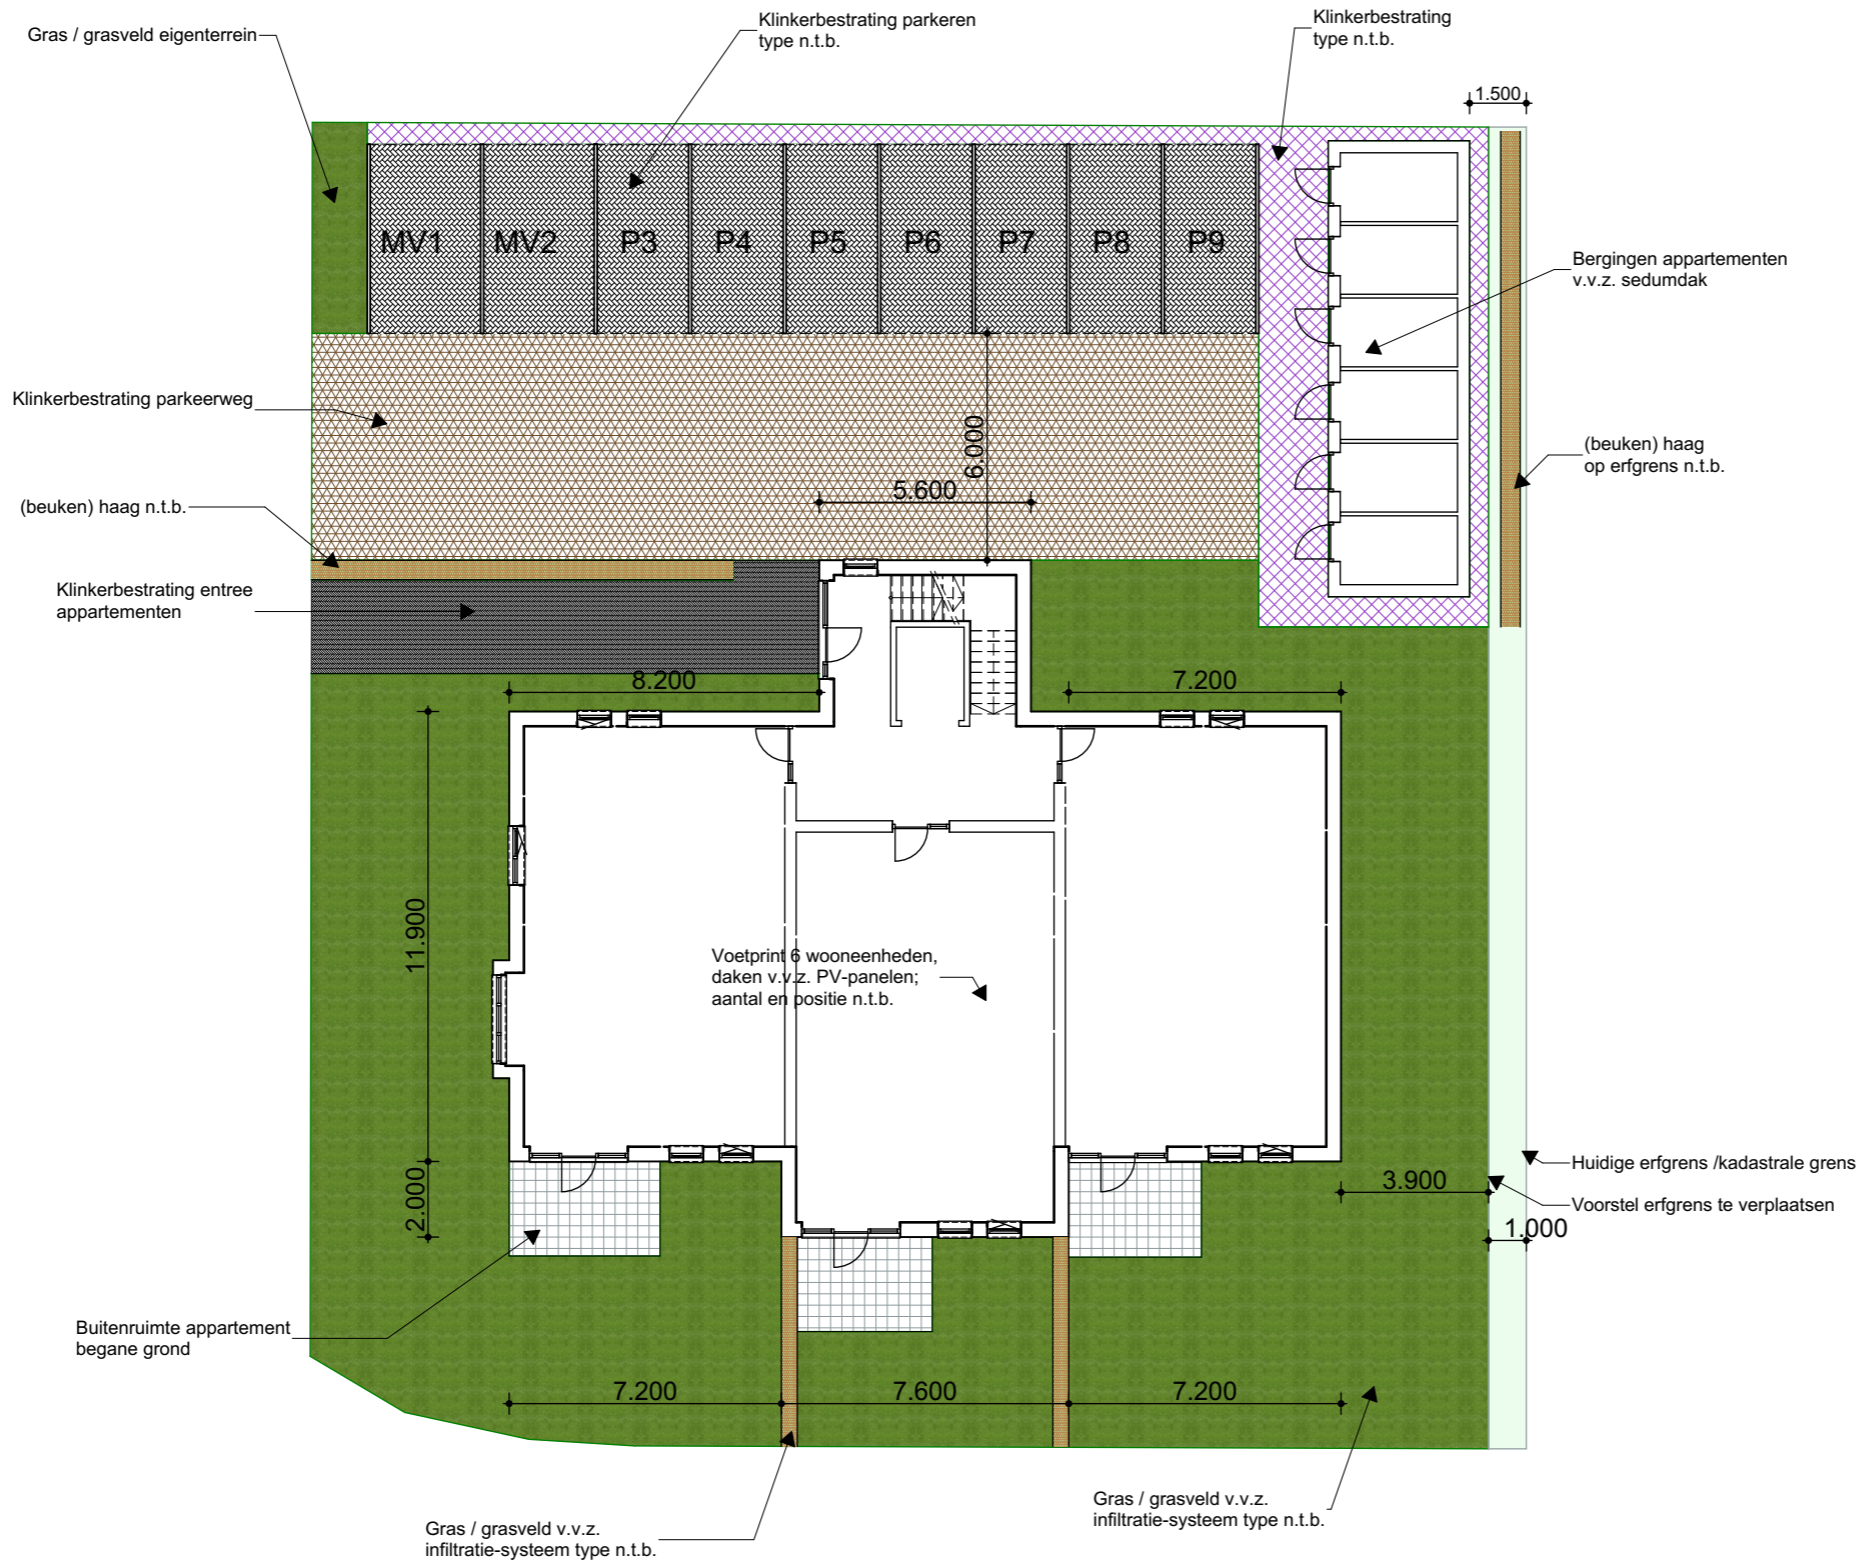 Klinkerbestrating parkeren
type n.t.b.
Klinkerbestrating
type n.t.b.
Gras / grasveld eigenterrein
1.500
MV1
MV2
P3
P4
P5
P6
P7
P8
P9
Bergingen appartementen
v.v.z. sedumdak
Klinkerbestrating parkeerweg
6.000
(beuken) haag
op erfgrens n.t.b.
5.600
(beuken) haag n.t.b.
Klinkerbestrating entree
appartementen
8.200
7.200
11.900
Voetprint 6 wooneenheden,
daken v.v.z. PV-panelen;
aantal en positie n.t.b.
Huidige erfgrens /kadastrale grens
3.900
Voorstel erfgrens te verplaatsen
2.000
1.000
Buitenruimte appartement
begane grond
7.200
7.600
7.200
Gras / grasveld v.v.z.
infiltratie-systeem type n.t.b.
Gras / grasveld v.v.z.
infiltratie-systeem type n.t.b.